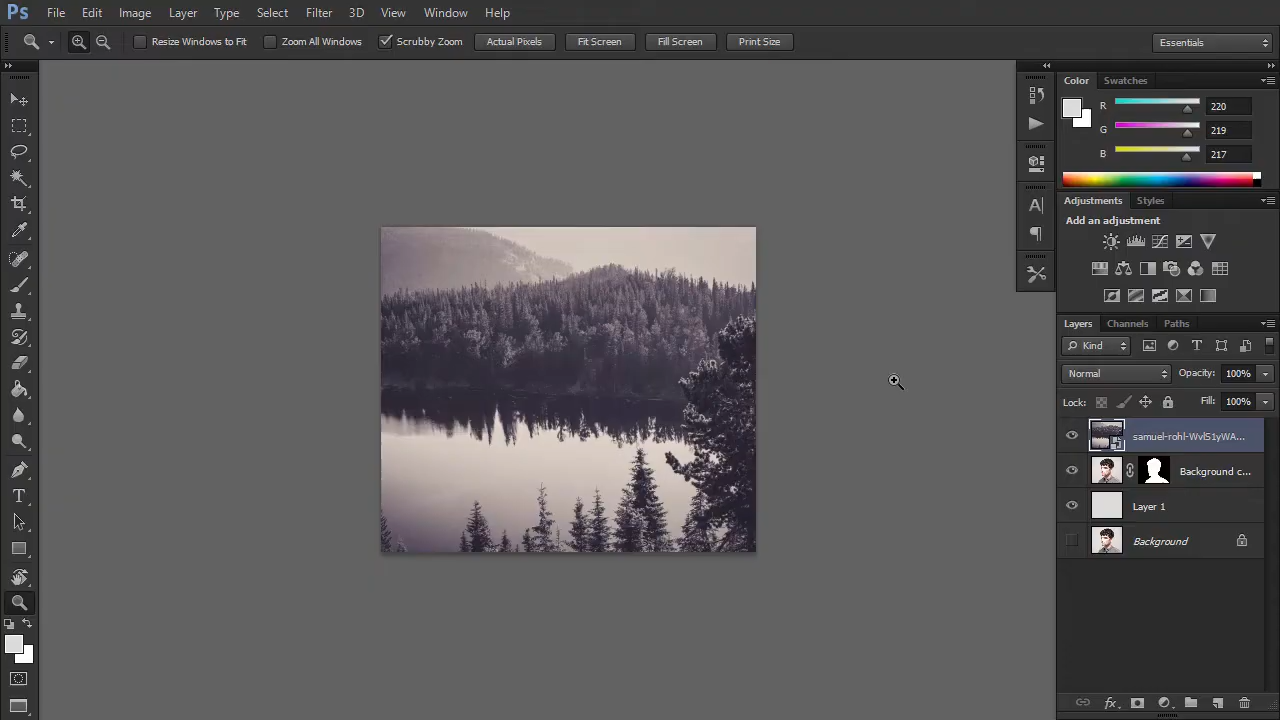 Ps File Edit Image Layer Type Select Filter 3D View Window Help
Resize Windows to Fit Zoom All Windows Scrubby Zoom Actual Pixels Fit Screen Fill Screen Print Size Essentials
Color Swatches
R 220
G 219
B 217
Adjustments Styles
Add an adjustment
Layers Channels Paths
Kind T
Normal Opacity: 100%
Lock: Fill: 100%
samuel-rohl-WvlS1yWA...
Background c...
Layer 1
Background
A
T
fx